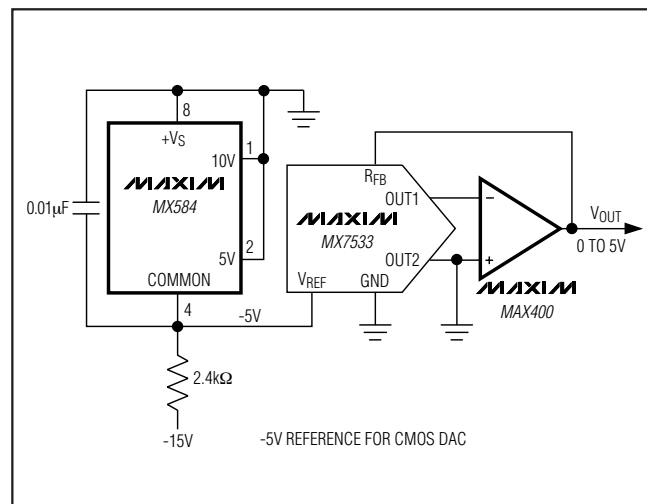 8
+VS
1
10V
MAXIM
MX584
0.01µF
2
5V
COMMON
4
-5V
2.4kΩ
-15V
RFB
OUT1
MAXIM
MX7533
OUT2
VREF
GND
−
+
MAXIM
MAX400
VOUT
0 TO 5V
-5V REFERENCE FOR CMOS DAC